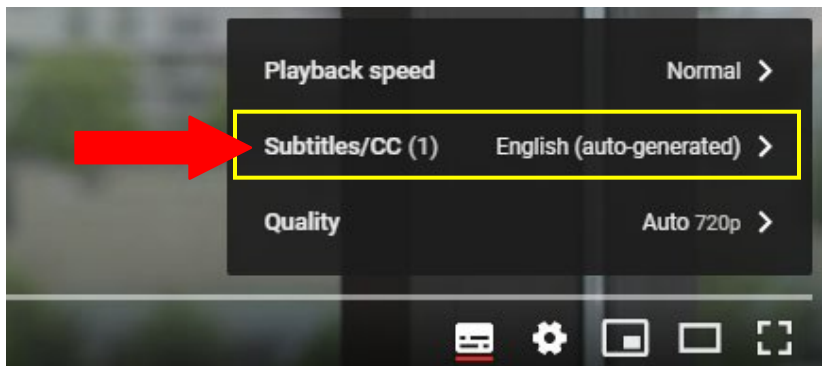 Playback speed Normal
Subtitles/CC (1) English (auto-generated)
Quality Auto 720p